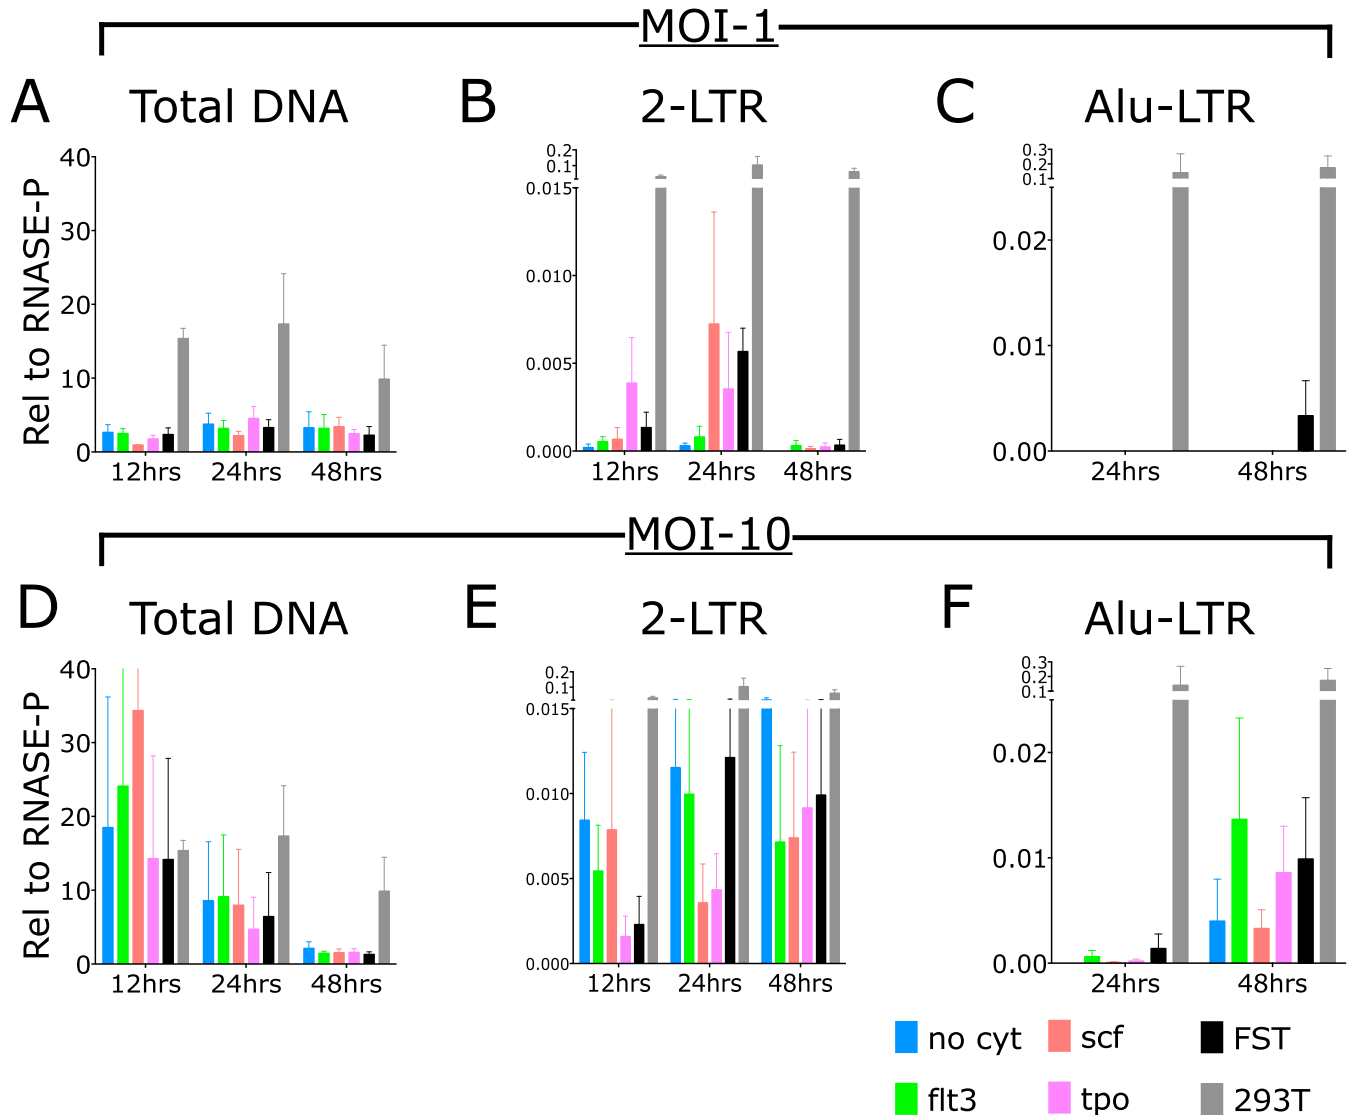 MOI-1
A Total DNA B 2-LTR C Alu-LTR
Rel to RNASE-P
40
30
20
10
0
12hrs 24hrs 48hrs
0.2
0.1
0.015
0.010
0.005
0.000
12hrs 24hrs 48hrs
0.3
0.2
0.1
0.02
0.01
0.00
24hrs 48hrs
MOI-10
D Total DNA E 2-LTR F Alu-LTR
Rel to RNASE-P
40
30
20
10
0
12hrs 24hrs 48hrs
0.2
0.1
0.015
0.010
0.005
0.000
12hrs 24hrs 48hrs
0.3
0.2
0.1
0.02
0.01
0.00
24hrs 48hrs
no cyt scf FST
flt3 tpo 293T